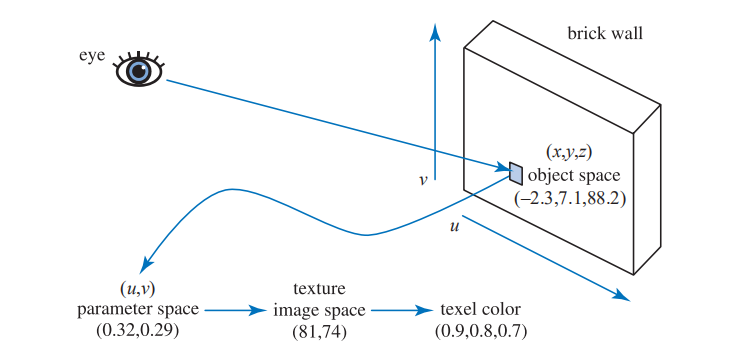 brick wall
eye
(x,y,z)
object space
(–2.3,7.1,88.2)
v
u
(u,v)
parameter space
(0.32,0.29)
texture
image space
(81,74)
texel color
(0.9,0.8,0.7)